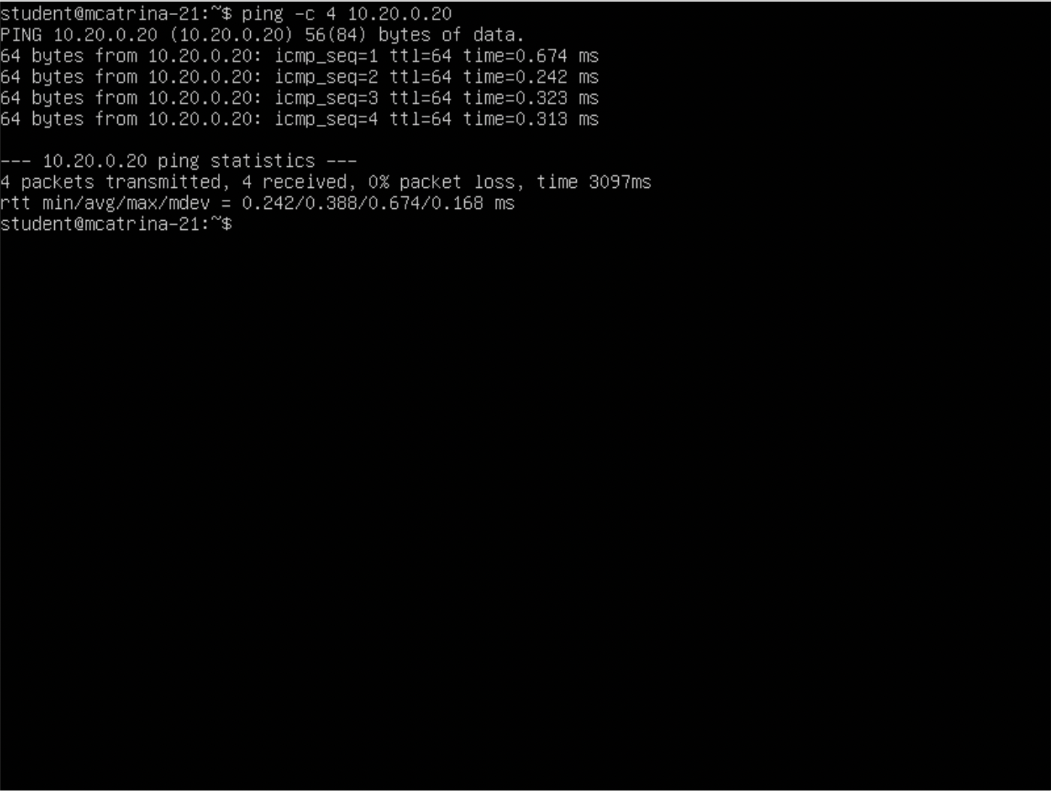 student@mcatrina-21:~$ ping -c 4 10.20.0.20
PING 10.20.0.20 (10.20.0.20) 56(84) bytes of data.
64 bytes from 10.20.0.20: icmp_seq=1 ttl=64 time=0.674 ms
64 bytes from 10.20.0.20: icmp_seq=2 ttl=64 time=0.242 ms
64 bytes from 10.20.0.20: icmp_seq=3 ttl=64 time=0.323 ms
64 bytes from 10.20.0.20: icmp_seq=4 ttl=64 time=0.313 ms

--- 10.20.0.20 ping statistics ---
4 packets transmitted, 4 received, 0% packet loss, time 3097ms
rtt min/avg/max/mdev = 0.242/0.388/0.674/0.168 ms
student@mcatrina-21:~$